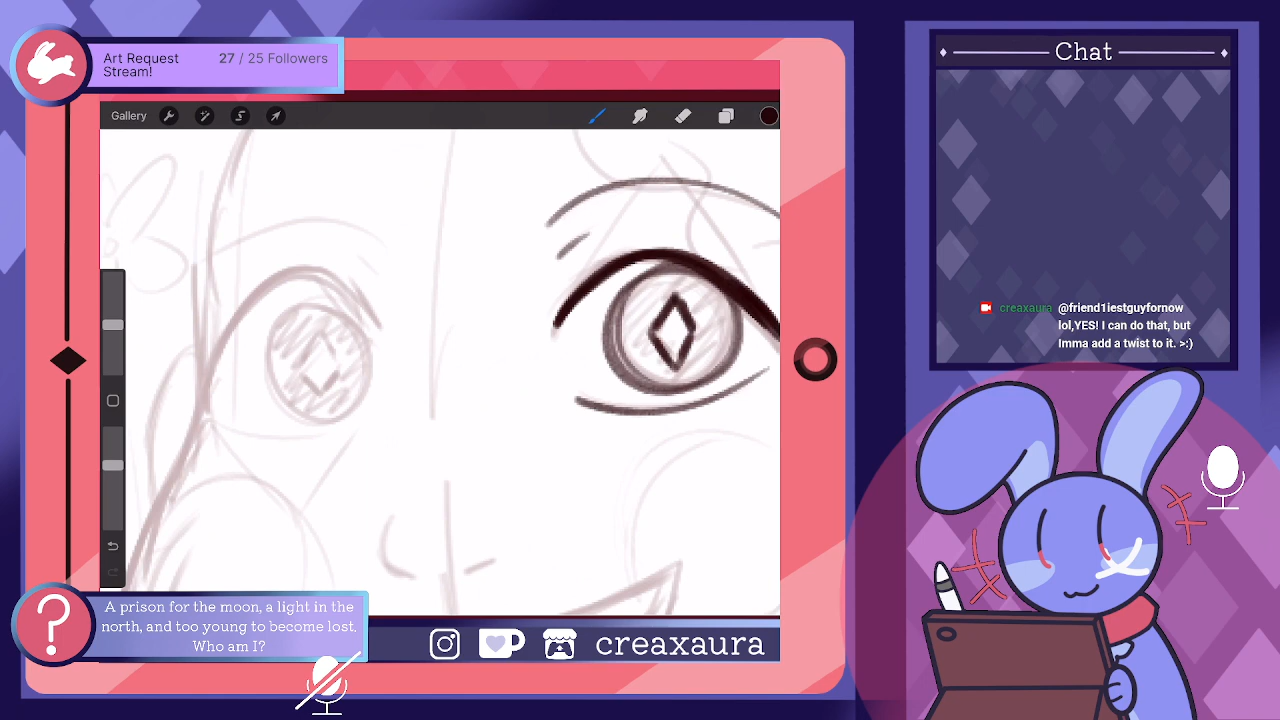 Art Request
Stream!
27 / 25 Followers
Chat
Gallery
creaxaura @friend1iestguyfornow
lol,YES! I can do that, but
Imma add a twist to it. >:)
?
A prison for the moon, a light in the
north, and too young to become lost.
Who am I?
creaxaura